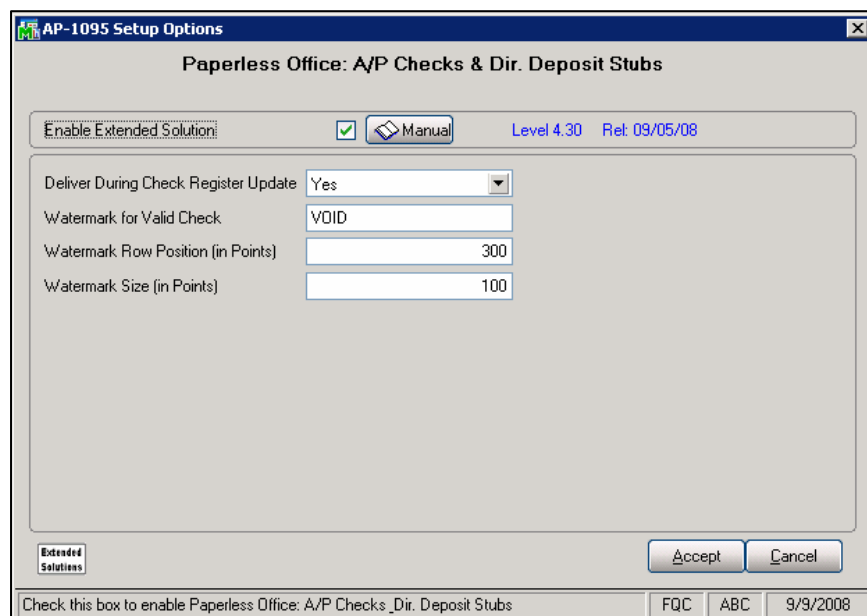 AP-1095 Setup Options
Paperless Office: A/P Checks & Dir. Deposit Stubs
Enable Extended Solution Manual Level 4.30 Rel: 09/05/08
Deliver During Check Register Update Yes
Watermark for Valid Check VOID
Watermark Row Position (in Points) 300
Watermark Size (in Points) 100
Extended
Solutions
Accept Cancel
Check this box to enable Paperless Office: A/P Checks _Dir. Deposit Stubs FQC ABC 9/9/2008